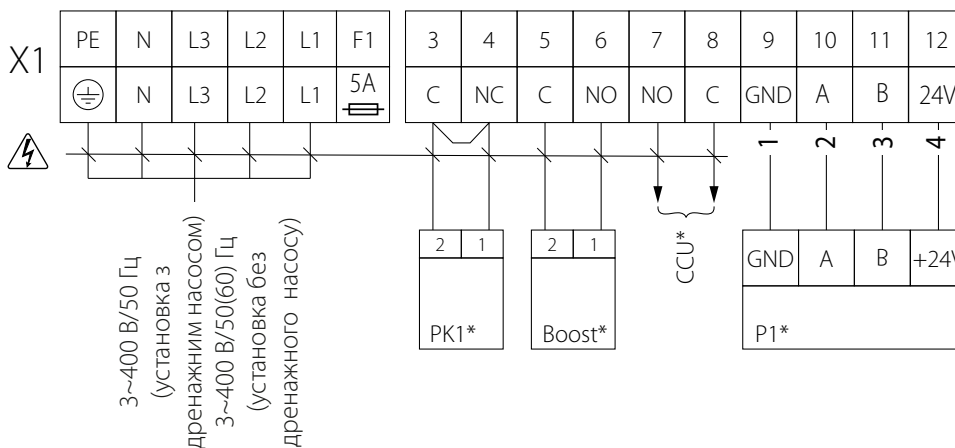 X1
PE N L3 L2 L1 F1 3 4 5 6 7 8 9 10 11 12
N L3 L2 L1 5A C NC C NO NO C GND A B 24V
1 2 3 4
2 1 2 1
CCU*
GND A B +24V
PK1* Boost* P1*
3~400 В/50 Гц
(установка з
дренажним насосом)
3~400 В/50(60) Гц
(установка без
дренажного насосу)